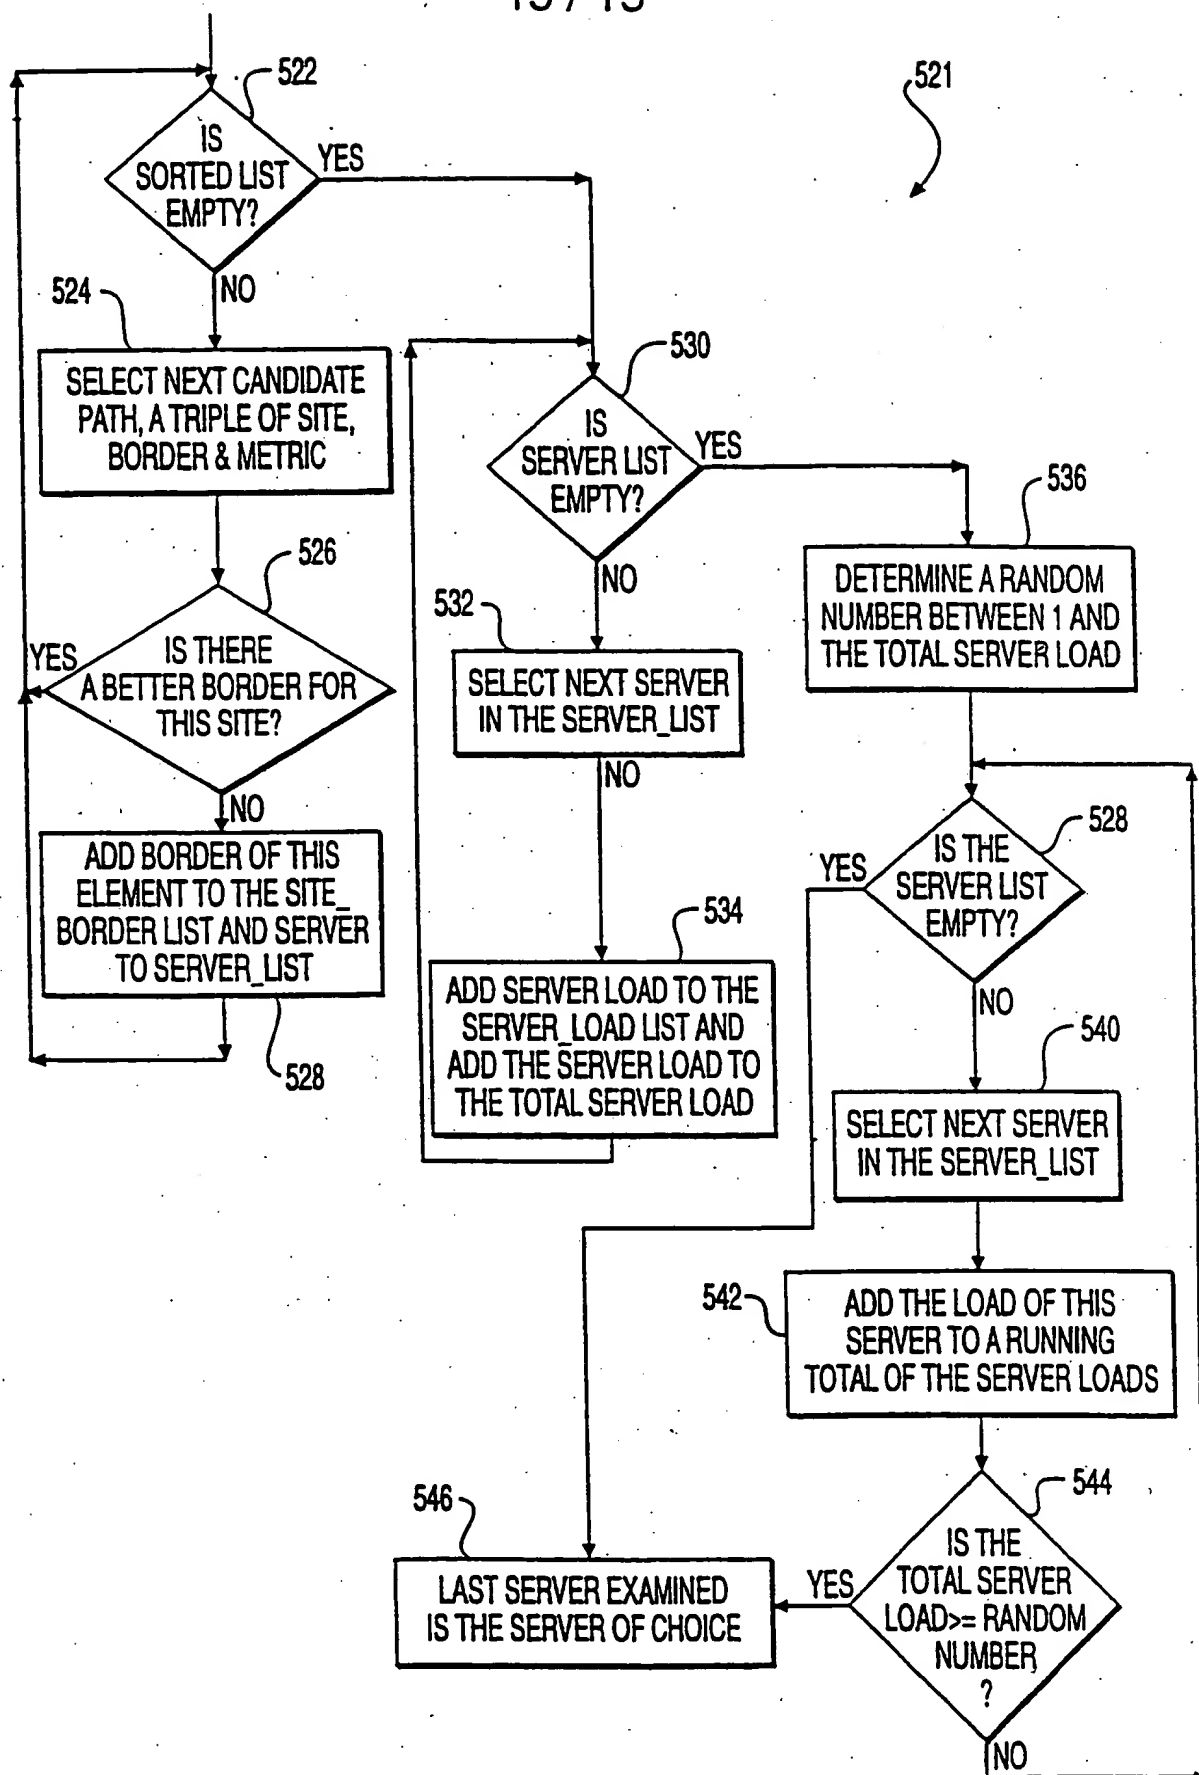 522
521
IS
SORTED LIST
EMPTY?
YES
NO
524
SELECT NEXT CANDIDATE
PATH, A TRIPLE OF SITE,
BORDER & METRIC
526
IS THERE
A BETTER BORDER FOR
THIS SITE?
YES
NO
ADD BORDER OF THIS
ELEMENT TO THE SITE_
BORDER LIST AND SERVER
TO SERVER_LIST
528
530
IS
SERVER LIST
EMPTY?
YES
NO
532
SELECT NEXT SERVER
IN THE SERVER_LIST
NO
534
ADD SERVER LOAD TO THE
SERVER_LOAD LIST AND
ADD THE SERVER LOAD TO
THE TOTAL SERVER LOAD
536
DETERMINE A RANDOM
NUMBER BETWEEN 1 AND
THE TOTAL SERVER LOAD
528
IS THE
SERVER LIST
EMPTY?
YES
NO
540
SELECT NEXT SERVER
IN THE SERVER_LIST
542
ADD THE LOAD OF THIS
SERVER TO A RUNNING
TOTAL OF THE SERVER LOADS
544
IS THE
TOTAL SERVER
LOAD>= RANDOM
NUMBER
?
YES
NO
546
LAST SERVER EXAMINED
IS THE SERVER OF CHOICE